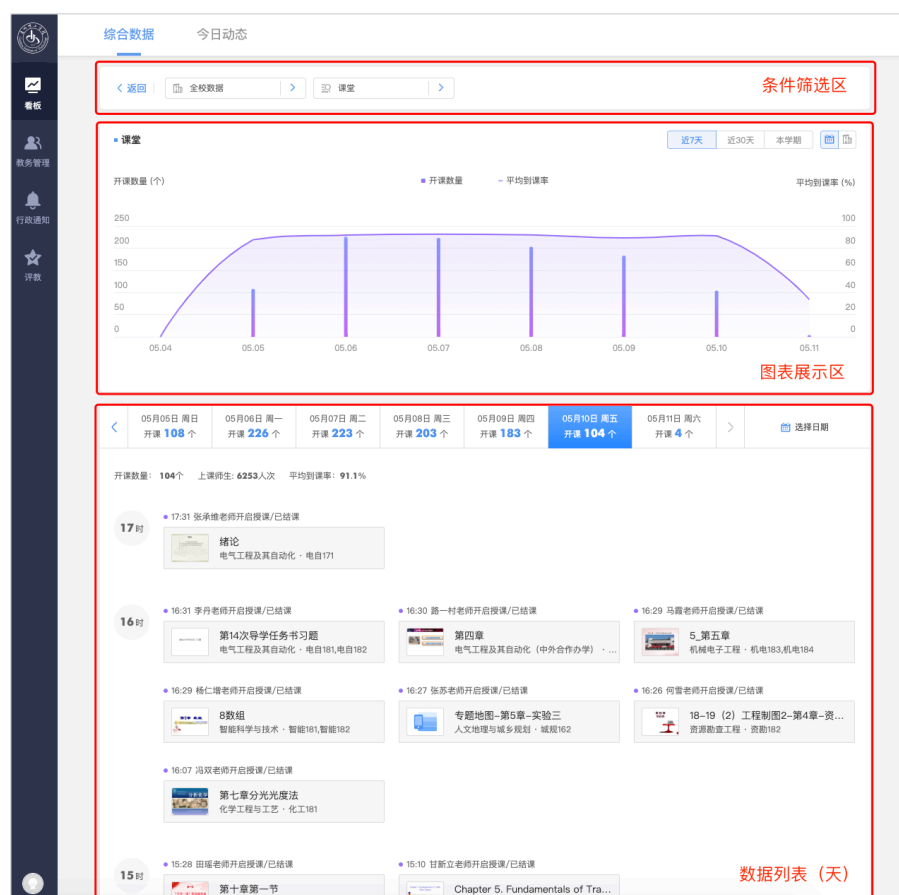 综合数据 今日动态
看板
教务管理
行政通知
评教
返回 全校数据 课堂 条件筛选区
课堂 近7天 近30天 本学期
开课数量 (个) 开课数量 平均到课率 平均到课率 (%)
250 100
200 80
150 60
100 40
50 20
0 0
05.04 05.05 05.06 05.07 05.08 05.09 05.10 05.11
图表展示区
05月05日 周日 05月06日 周一 05月07日 周二 05月08日 周三 05月09日 周四 05月10日 周五 05月11日 周六
开课 108 个 开课 226 个 开课 223 个 开课 203 个 开课 183 个 开课 104 个 开课 4 个 选择日期
开课数量: 104个 上课师生: 6253人次 平均到课率: 91.1%
17时
17:31 张承维老师开启授课/已结课
绪论
电气工程及其自动化 · 电自171
16时
16:31 李丹老师开启授课/已结课 16:30 路一村老师开启授课/已结课 16:29 马霞老师开启授课/已结课
第14次导学任务书习题 第四章 5_第五章
电气工程及其自动化 · 电自181,电自182 电气工程及其自动化（中外合作办学） · ... 机械电子工程 · 机电183,机电184
16:29 杨仁增老师开启授课/已结课 16:27 张苏老师开启授课/已结课 16:26 何雪老师开启授课/已结课
8数组 专题地图-第5章-实验三 18-19（2）工程制图2-第4章-资...
智能科学与技术 · 智能181,智能182 人文地理与城乡规划 · 城规162 资源勘查工程 · 资勘182
16:07 冯双老师开启授课/已结课
第七章分光光度法
化学工程与工艺 · 化工181
15时
15:28 田瑶老师开启授课/已结课 15:10 甘新立老师开启授课/已结课
第十章第一节 Chapter 5. Fundamentals of Tra...
数据列表（天）